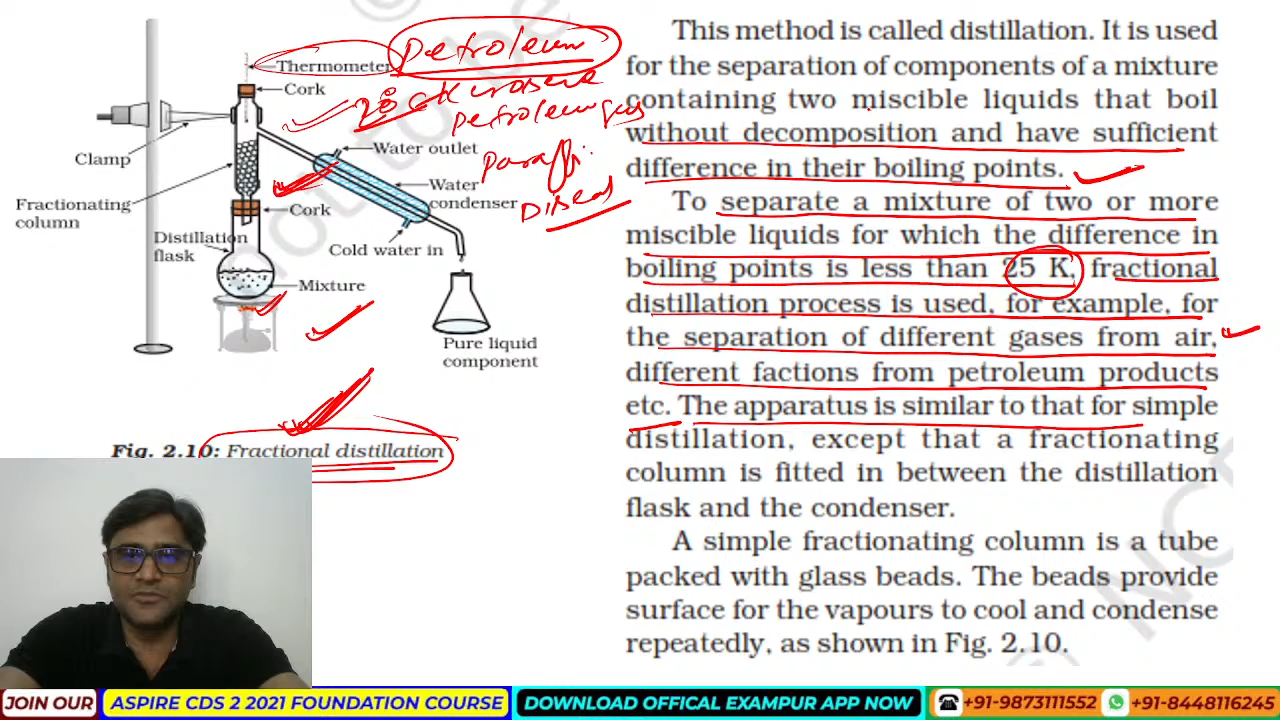 Petroleum
Thermometer
Cork
Kerosene
Petroleum gas
Water outlet
Clamp
Water
condenser
Diseal
Fractionating
column
Cork
Distillation
flask
Cold water in
Mixture
Pure liquid
component
Fig. 2.10: Fractional distillation
This method is called distillation. It is used
for the separation of components of a mixture
containing two miscible liquids that boil
without decomposition and have sufficient
difference in their boiling points.
To separate a mixture of two or more
miscible liquids for which the difference in
boiling points is less than 25 K, fractional
distillation process is used, for example, for
the separation of different gases from air,
different factions from petroleum products
etc. The apparatus is similar to that for simple
distillation, except that a fractionating
column is fitted in between the distillation
flask and the condenser.
A simple fractionating column is a tube
packed with glass beads. The beads provide
surface for the vapours to cool and condense
repeatedly, as shown in Fig. 2.10.
JOIN OUR ASPIRE CDS 2 2021 FOUNDATION COURSE DOWNLOAD OFFICAL EXAMPUR APP NOW +91-9873111552 +91-8448116245